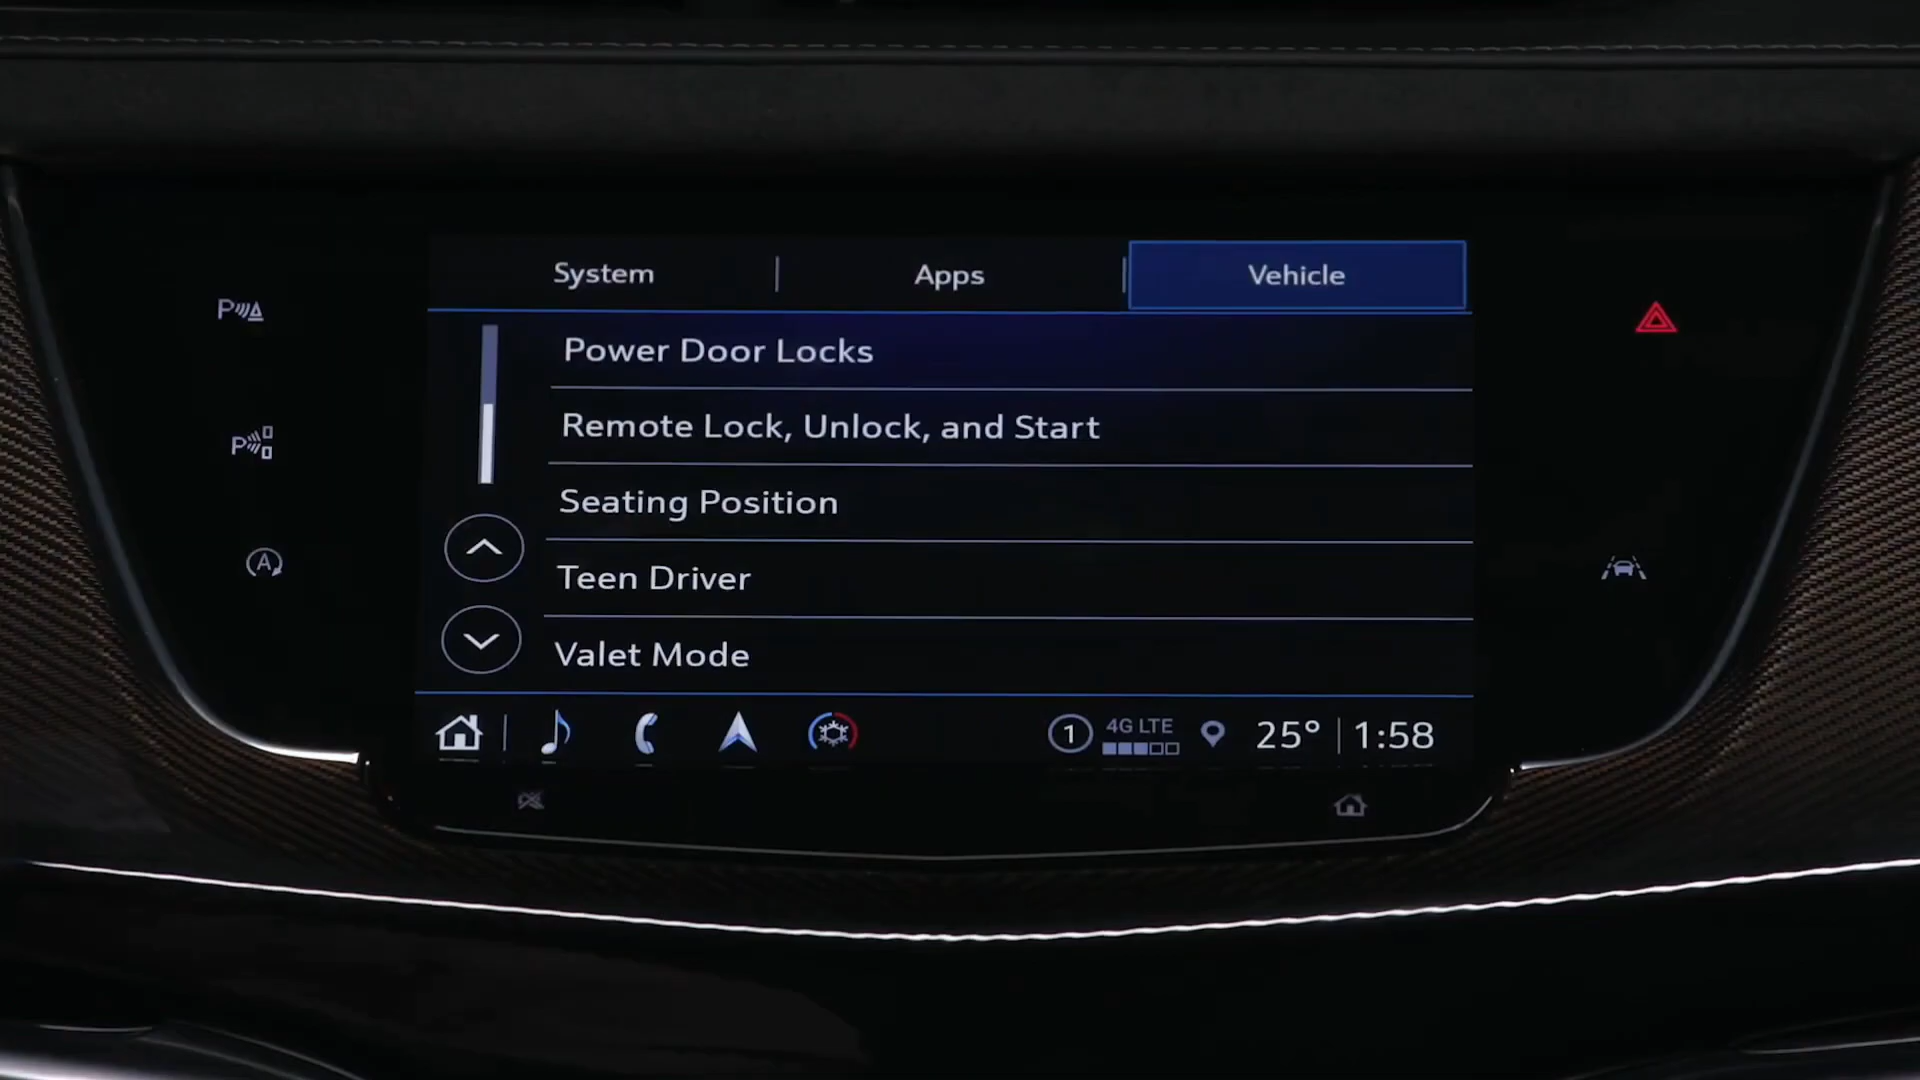 System
Apps
Vehicle
Power Door Locks
Remote Lock, Unlock, and Start
Seating Position
Teen Driver
Valet Mode
1
4G LTE
25°
1:58
P
P
A